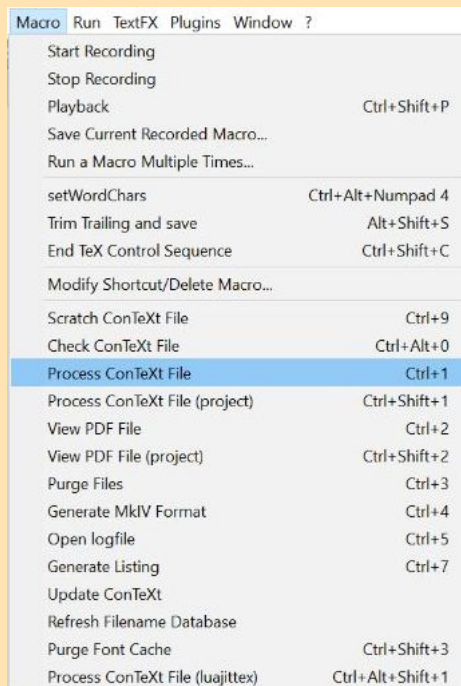 Macro Run TextFX Plugins Window ?
Start Recording
Stop Recording
Playback Ctrl+Shift+P
Save Current Recorded Macro...
Run a Macro Multiple Times...
setWordChars Ctrl+Alt+Numpad 4
Trim Trailing and save Alt+Shift+S
End TeX Control Sequence Ctrl+Shift+C
Modify Shortcut/Delete Macro...
Scratch ConTeXt File Ctrl+9
Check ConTeXt File Ctrl+Alt+0
Process ConTeXt File Ctrl+1
Process ConTeXt File (project) Ctrl+Shift+1
View PDF File Ctrl+2
View PDF File (project) Ctrl+Shift+2
Purge Files Ctrl+3
Generate MkIV Format Ctrl+4
Open logfile Ctrl+5
Generate Listing Ctrl+7
Update ConTeXt
Refresh Filename Database
Purge Font Cache Ctrl+Shift+3
Process ConTeXt File (luajittex) Ctrl+Alt+Shift+1